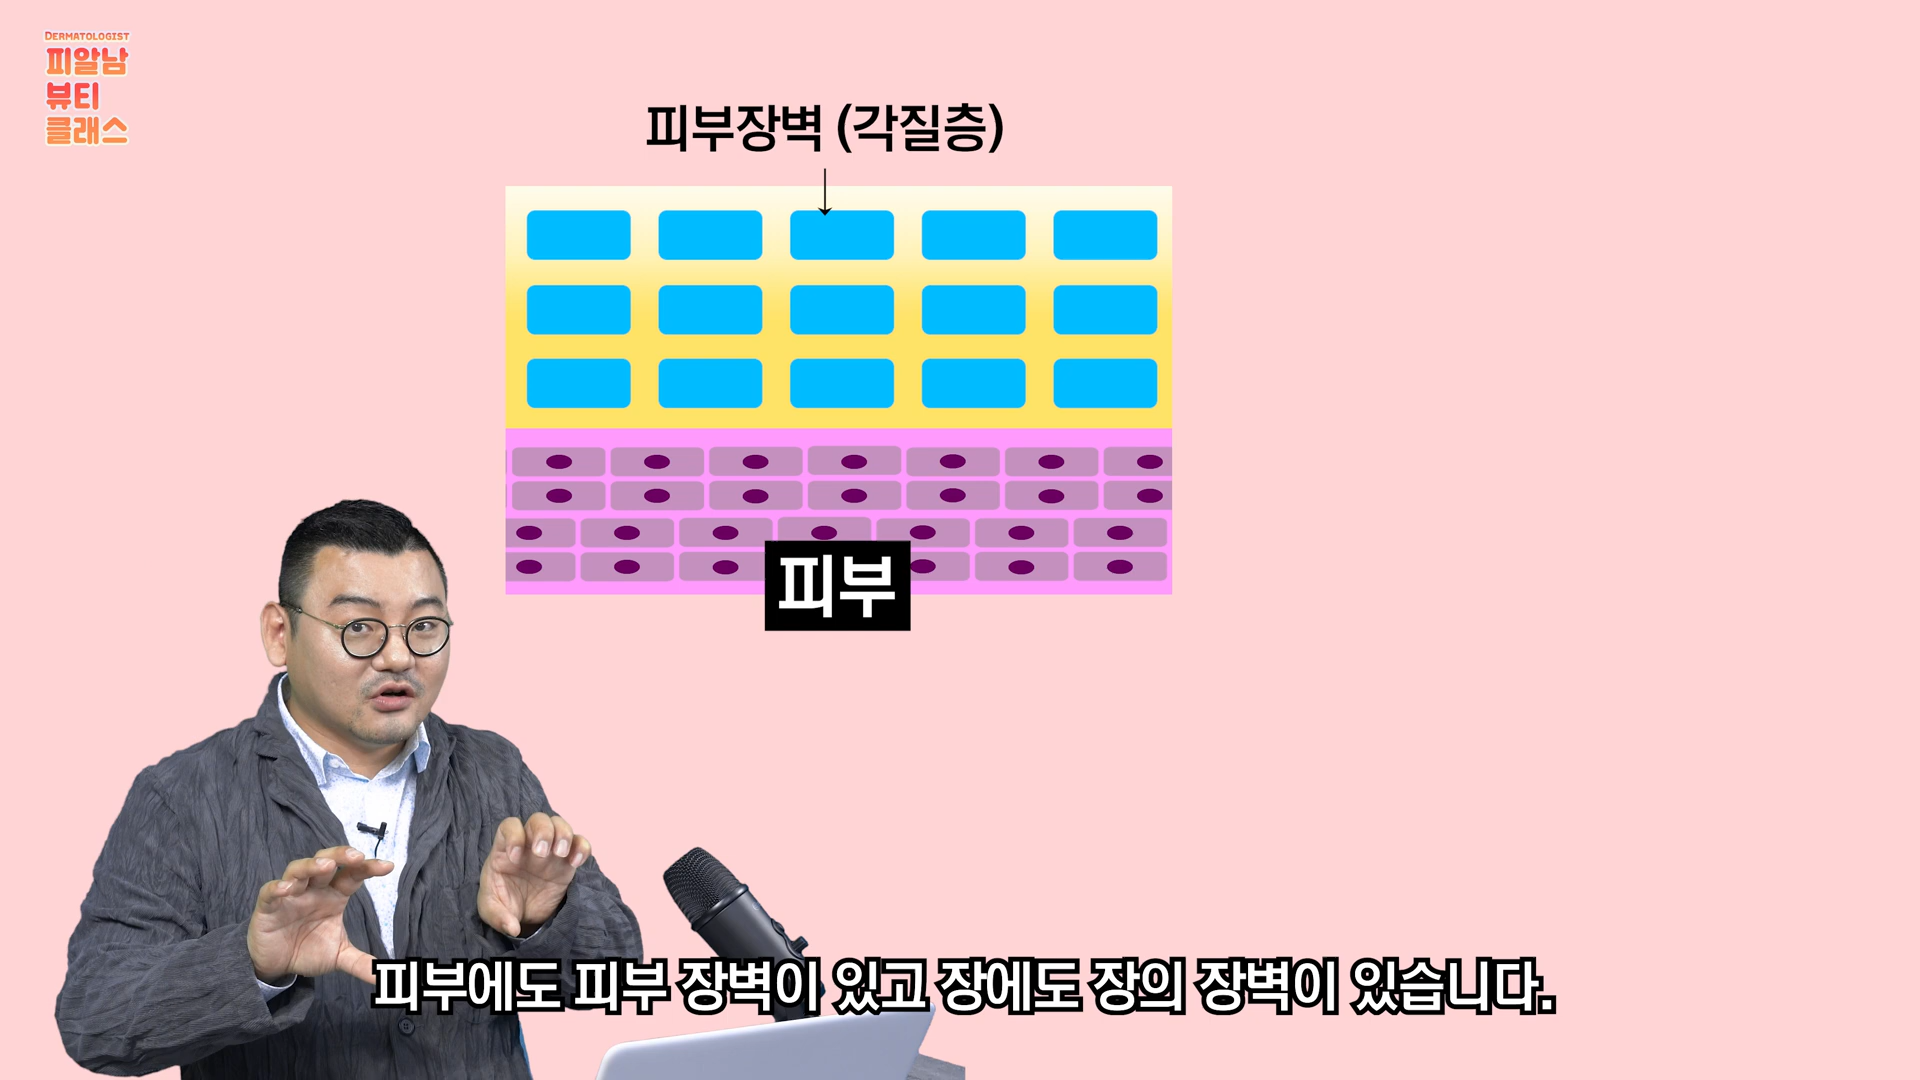 DERMATOLOGIST
피알남
뷰티
클래스
피부장벽 (각질층)
피부
피부에도 피부 장벽이 있고 장에도 장의 장벽이 있습니다.